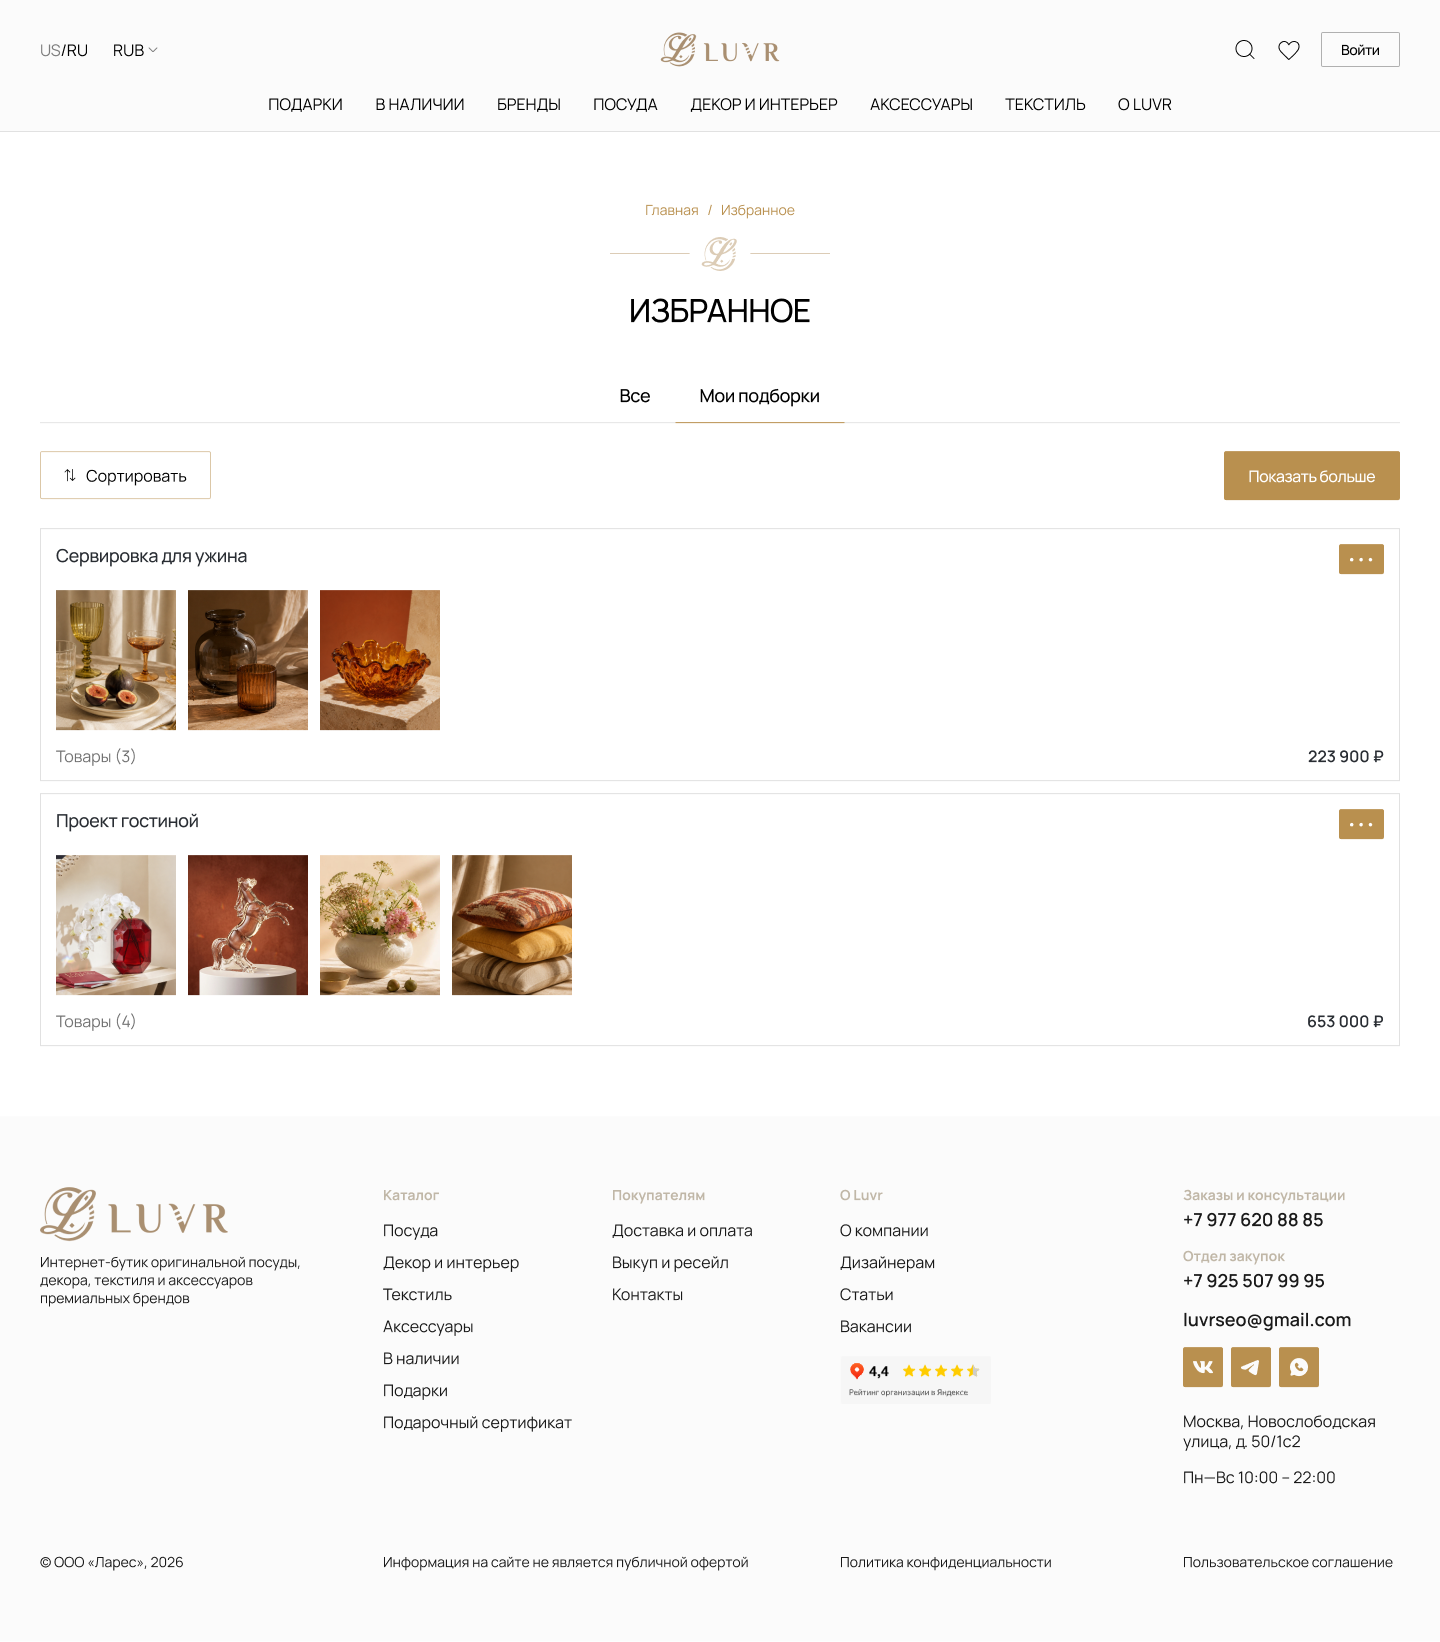 US/RU
RUB
LUVR
Войти
ПОДАРКИ
В НАЛИЧИИ
БРЕНДЫ
ПОСУДА
ДЕКОР И ИНТЕРЬЕР
АКСЕССУАРЫ
ТЕКСТИЛЬ
О LUVR
Главная / Избранное
ИЗБРАННОЕ
Все
Мои подборки
Сортировать
Показать больше
Сервировка для ужина
Товары (3)
223 900 ₽
Проект гостиной
Товары (4)
653 000 ₽
LUVR
Интернет-бутик оригинальной посуды,
декора, текстиля и аксессуаров
премиальных брендов
Каталог
Посуда
Декор и интерьер
Текстиль
Аксессуары
В наличии
Подарки
Подарочный сертификат
Покупателям
Доставка и оплата
Выкуп и ресейл
Контакты
О Luvr
О компании
Дизайнерам
Статьи
Вакансии
4,4
Рейтинг организации в Яндексе
Заказы и консультации
+7 977 620 88 85
Отдел закупок
+7 925 507 99 95
luvrseo@gmail.com
Москва, Новослободская
улица, д. 50/1с2
Пн—Вс 10:00 – 22:00
© ООО «Ларес», 2026
Информация на сайте не является публичной офертой
Политика конфиденциальности
Пользовательское соглашение